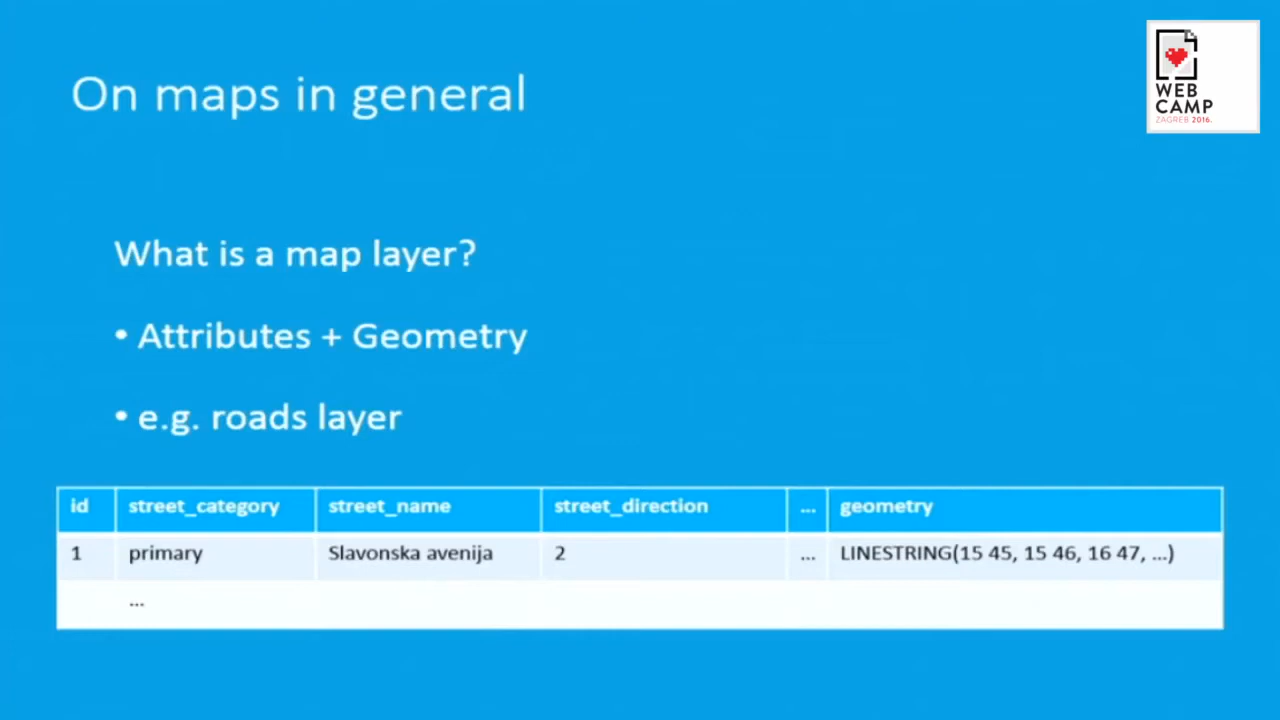 On maps in general
WEB
CAMP
ZAGREB 2016.
What is a map layer?
• Attributes + Geometry
• e.g. roads layer
id street_category street_name street_direction ... geometry
1 primary Slavonska avenija 2 ... LINESTRING(15 45, 15 46, 16 47, ...)
...